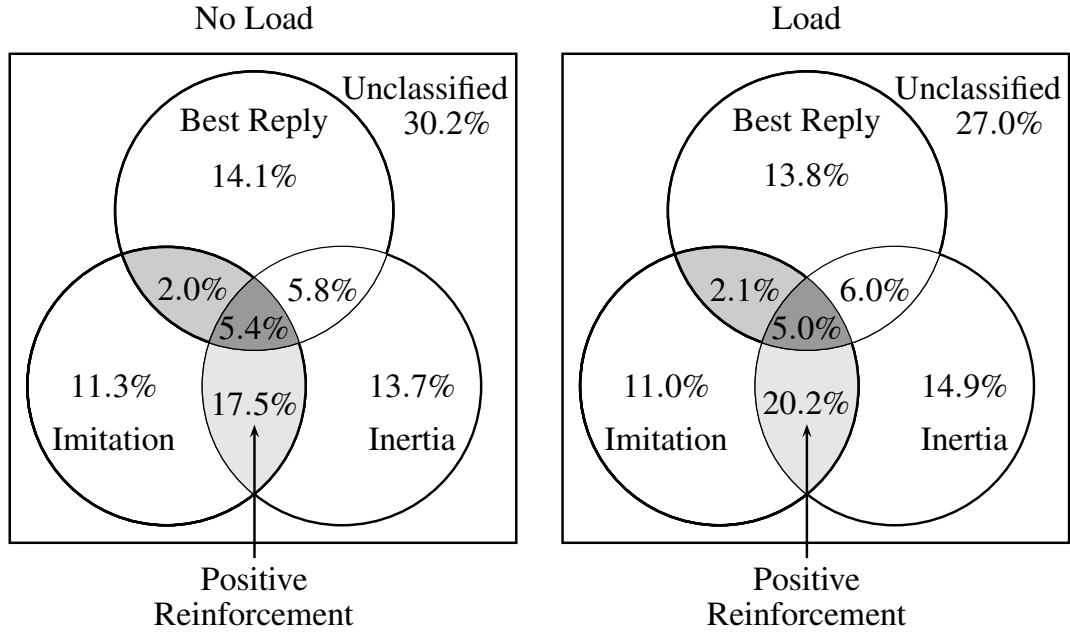 No Load
Unclassified
30.2%
Best Reply
14.1%
2.0%
5.8%
5.4%
11.3%
13.7%
17.5%
Imitation
Inertia
Positive
Reinforcement
Load
Unclassified
27.0%
Best Reply
13.8%
2.1%
6.0%
5.0%
11.0%
14.9%
20.2%
Imitation
Inertia
Positive
Reinforcement